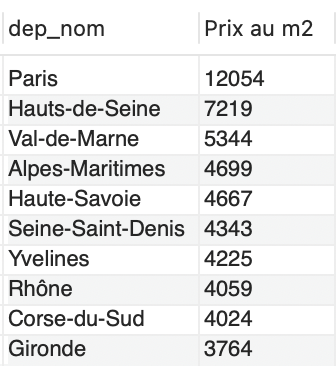 dep_nom Prix au m2
Paris 12054
Hauts-de-Seine 7219
Val-de-Marne 5344
Alpes-Maritimes 4699
Haute-Savoie 4667
Seine-Saint-Denis 4343
Yvelines 4225
Rhône 4059
Corse-du-Sud 4024
Gironde 3764